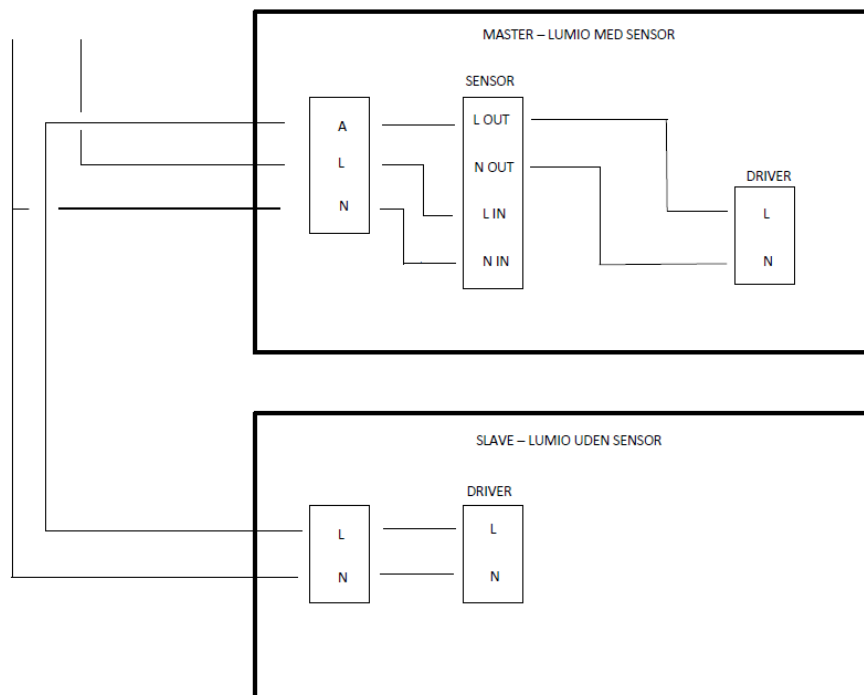 MASTER – LUMIO MED SENSOR
SENSOR
A
L
N
L OUT
N OUT
L IN
N IN
DRIVER
L
N
SLAVE – LUMIO UDEN SENSOR
L
N
DRIVER
L
N